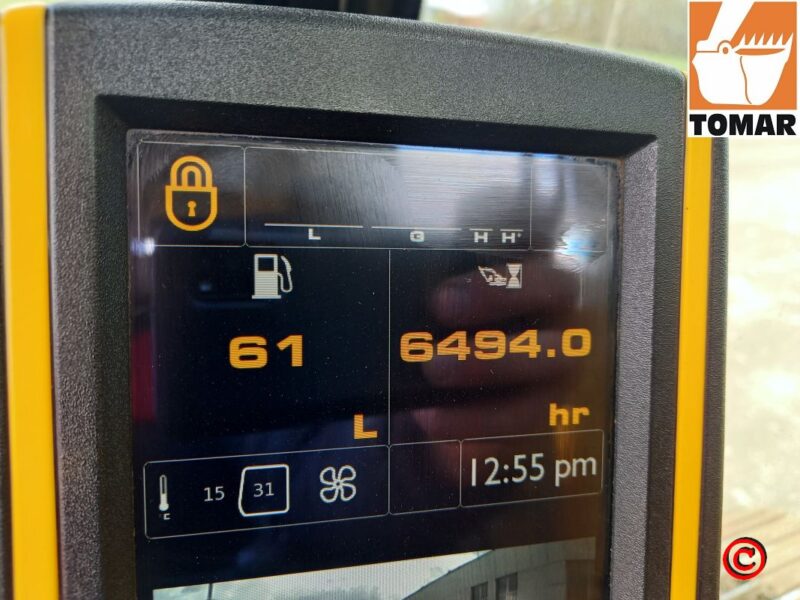 TOMAR
L G H H+
61 6494.0
L hr
c 15 31 12:55 pm
©